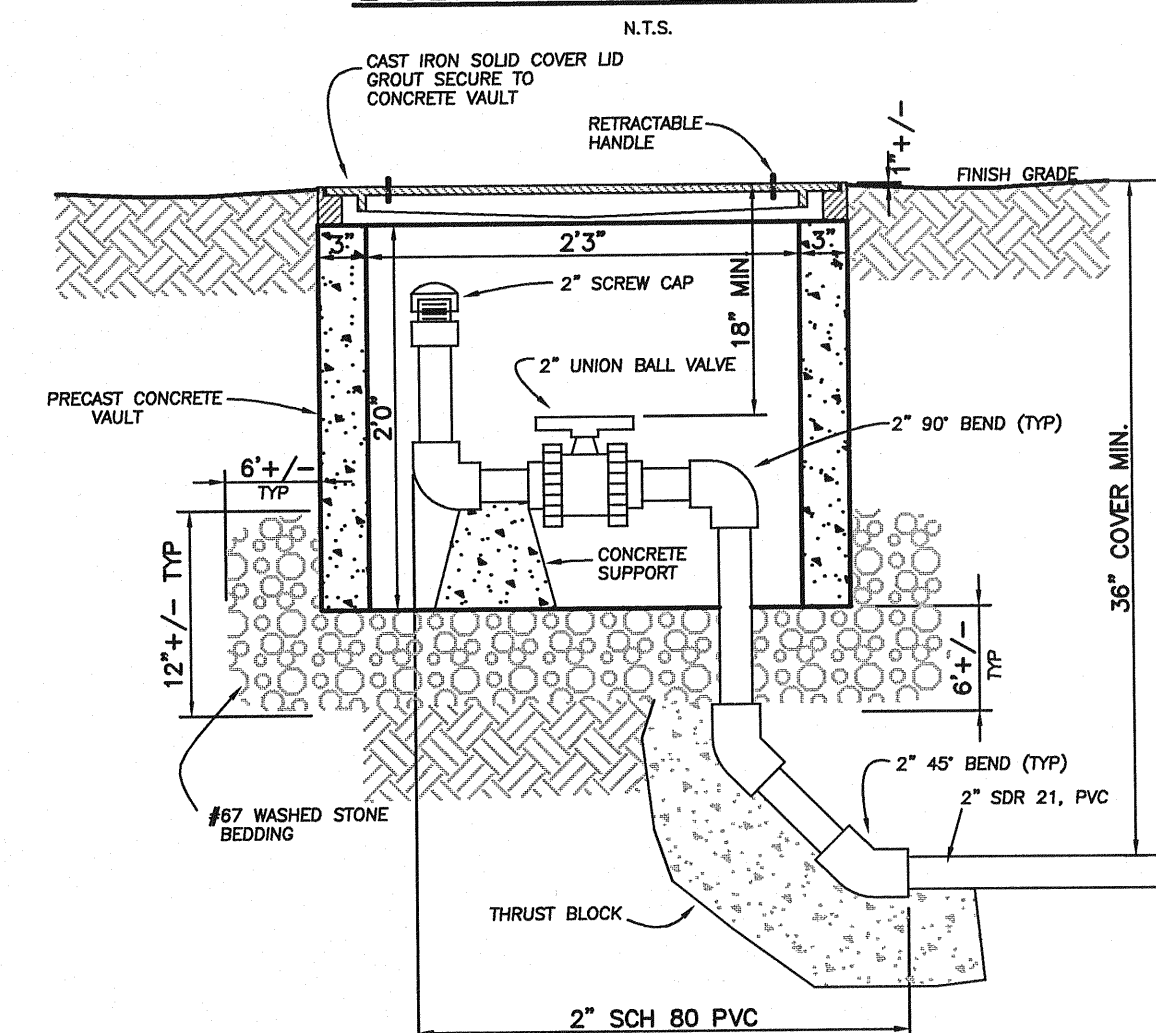 N.T.S.
CAST IRON SOLID COVER LID
GROUT SECURE TO
CONCRETE VAULT
RETRACTABLE
HANDLE
1" +/-
FINISH GRADE
3"
2'3"
3"
2" SCREW CAP
18" MIN
2" UNION BALL VALVE
PRECAST CONCRETE
VAULT
2'0"
2" 90° BEND (TYP)
6'+/-
TYP
36" COVER MIN.
12"+/- TYP
CONCRETE
SUPPORT
6'+/-
TYP
2" 45° BEND (TYP)
2" SDR 21, PVC
#67 WASHED STONE
BEDDING
THRUST BLOCK
2" SCH 80 PVC